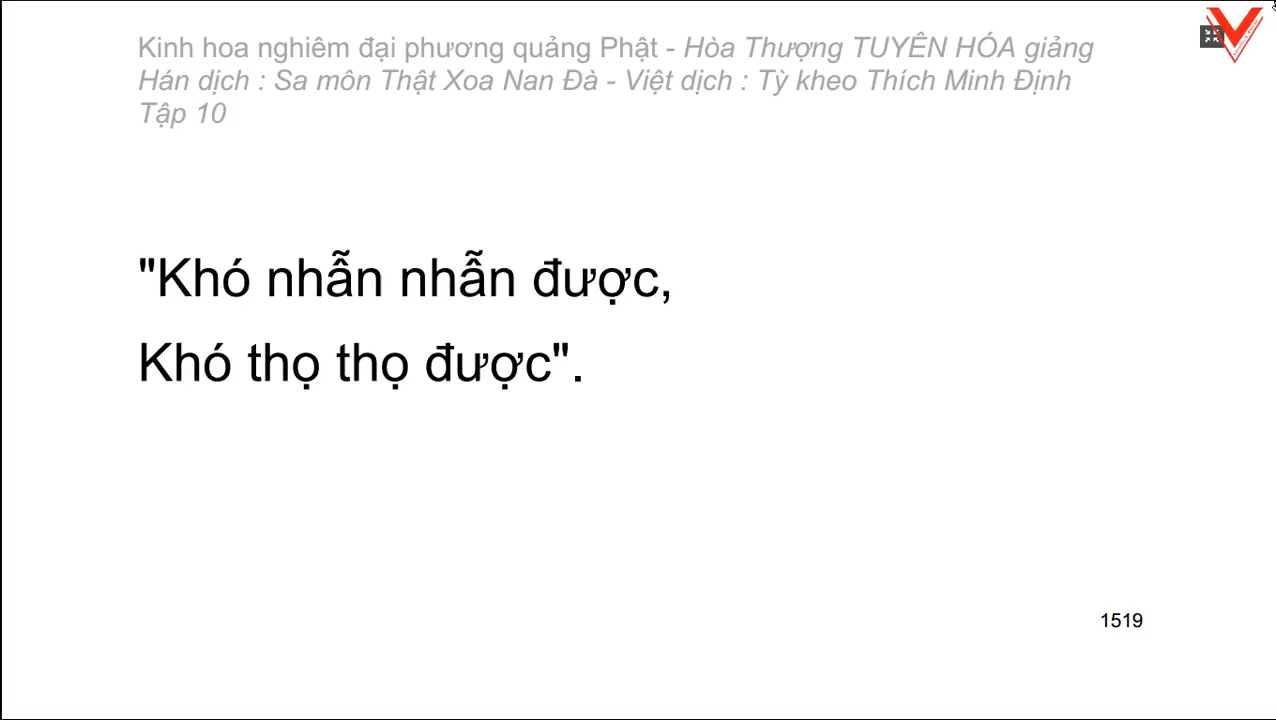 Kinh hoa nghiêm đại phương quảng Phật - Hòa Thượng TUYÊN HÓA giảng
Hán dịch : Sa môn Thật Xoa Nan Đà - Việt dịch : Tỳ kheo Thích Minh Định
Tập 10
"Khó nhẫn nhẫn được,
Khó thọ thọ được".
1519